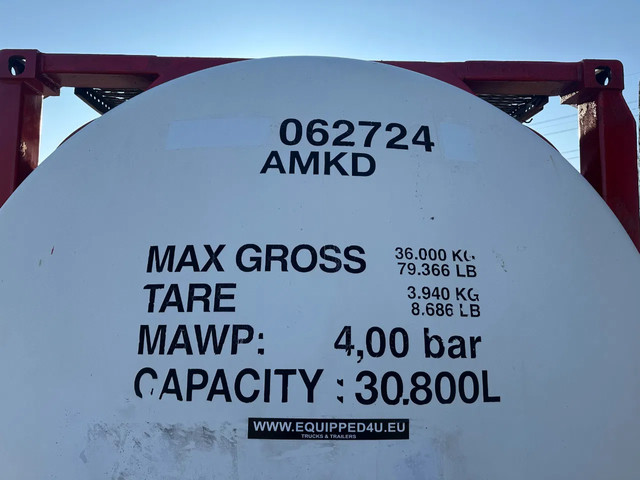 062724
AMKD
MAX GROSS 36.000 KG
79.366 LB
TARE 3.940 KG
8.686 LB
MAWP: 4,00 bar
CAPACITY : 30.800L
WWW.EQUIPPED4U.EU
TRUCKS & TRAILERS